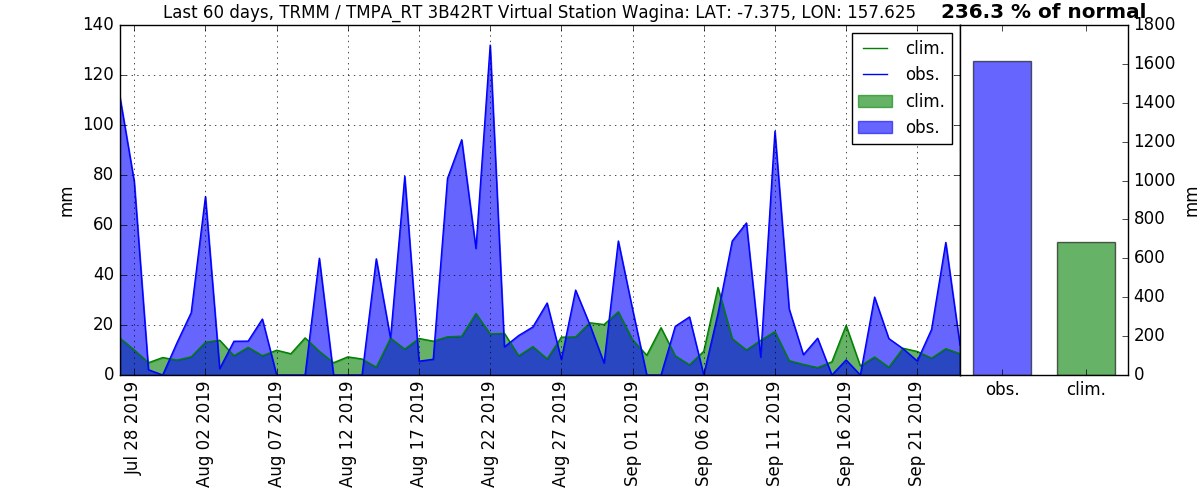 Last 60 days, TRMM / TMPA_RT 3B42RT Virtual Station Wagina: LAT: -7.375, LON: 157.625
236.3 % of normal
140
120
100
80
60
40
20
0
mm
clim.
obs.
clim.
obs.
1800
1600
1400
1200
1000
800
600
400
200
0
mm
Jul 28 2019
Aug 02 2019
Aug 07 2019
Aug 12 2019
Aug 17 2019
Aug 22 2019
Aug 27 2019
Sep 01 2019
Sep 06 2019
Sep 11 2019
Sep 16 2019
Sep 21 2019
obs.
clim.